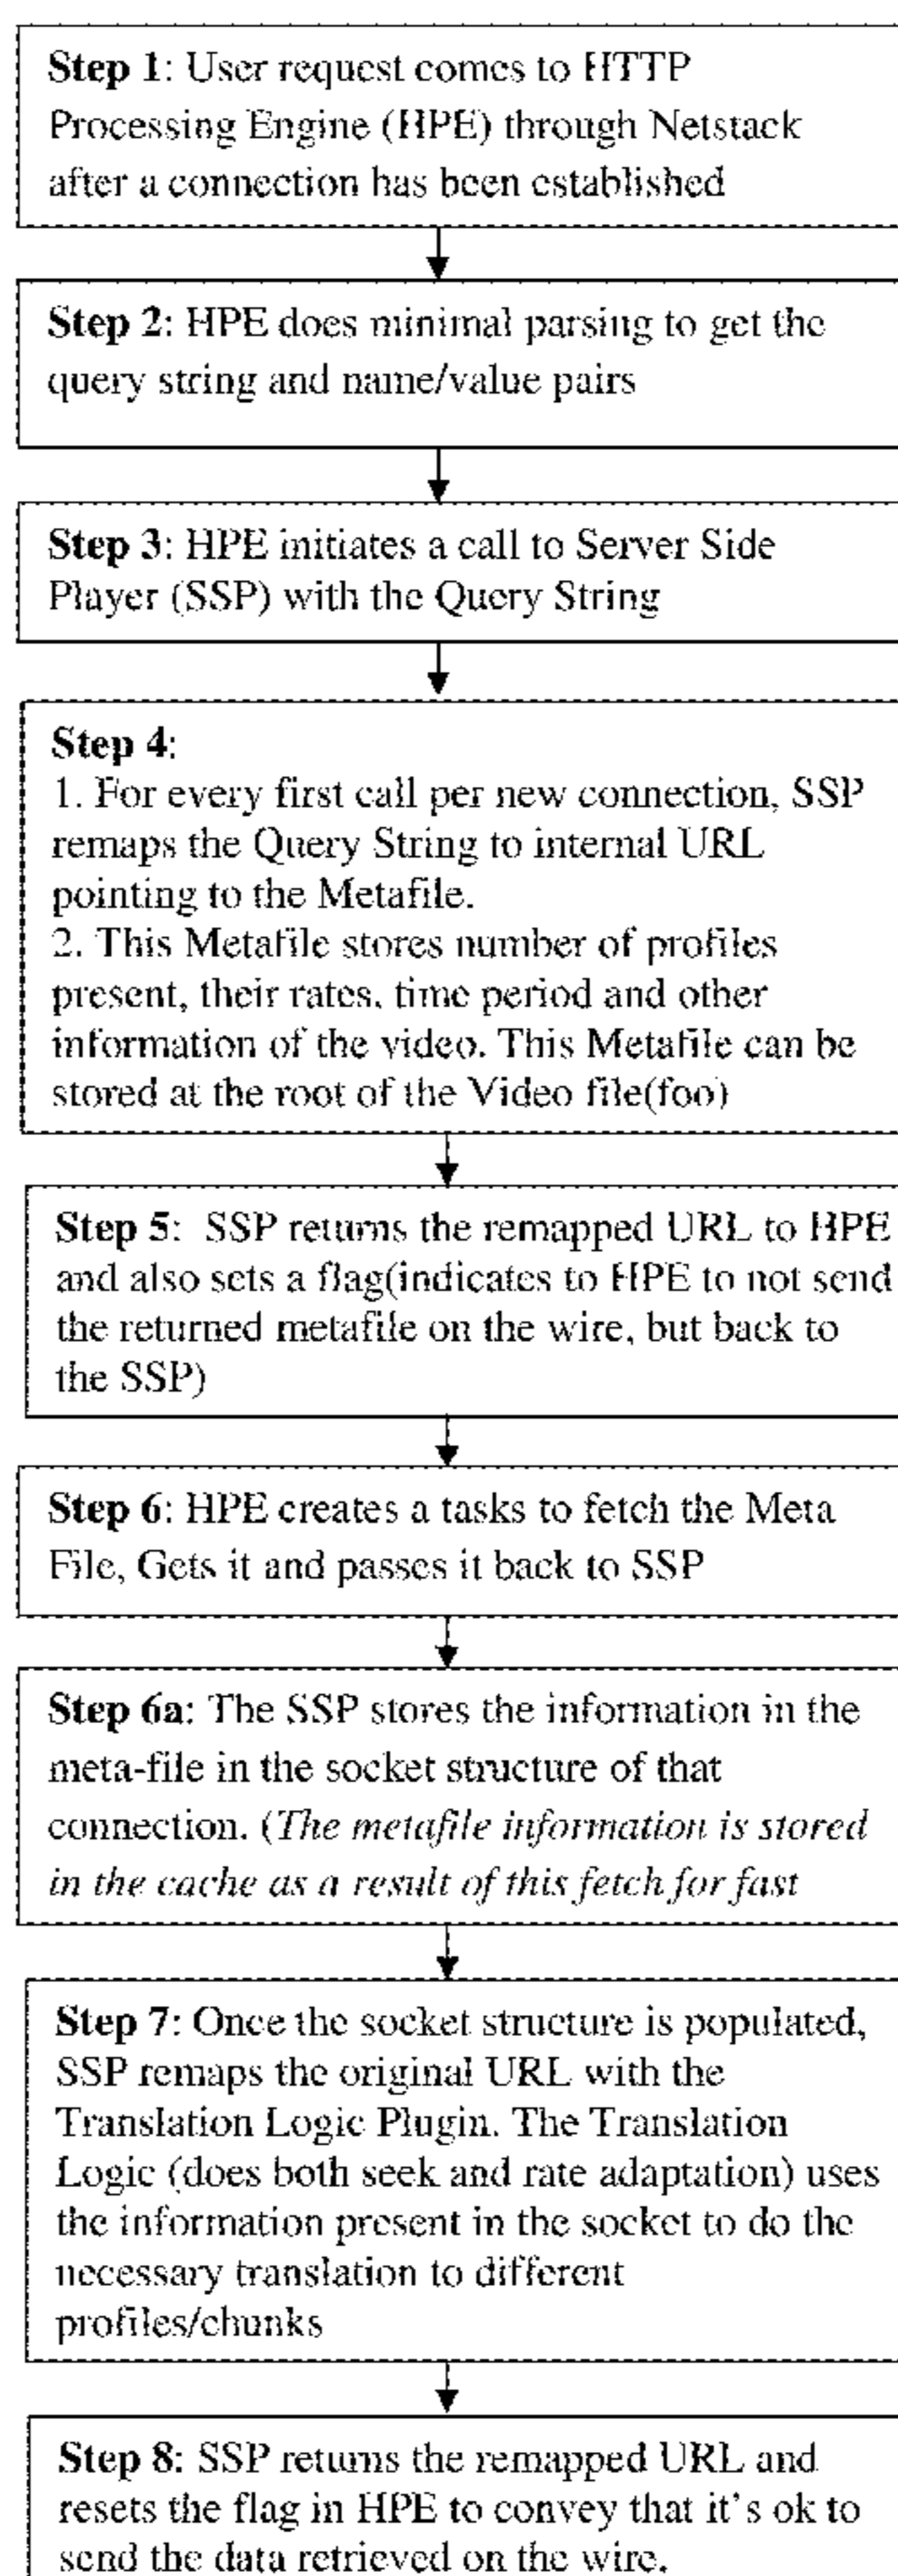 Step 1: User request comes to HTTP
Processing Engine (HPE) through Netstack
after a connection has been established
Step 2: HPE does minimal parsing to get the
query string and name/value pairs
Step 3: HPE initiates a call to Server Side
Player (SSP) with the Query String
Step 4:
1. For every first call per new connection, SSP
remaps the Query String to internal URL
pointing to the Metafile.
2. This Metafile stores number of profiles
present, their rates, time period and other
information of the video. This Metafile can be
stored at the root of the Video file(foo)
Step 5: SSP returns the remapped URL to HPE
and also sets a flag(indicates to HPE to not send
the returned metafile on the wire, but back to
the SSP)
Step 6: HPE creates a tasks to fetch the Meta
File, Gets it and passes it back to SSP
Step 6a: The SSP stores the information in the
meta-file in the socket structure of that
connection. (The metafile information is stored
in the cache as a result of this fetch for fast
Step 7: Once the socket structure is populated,
SSP remaps the original URL with the
Translation Logic Plugin. The Translation
Logic (does both seek and rate adaptation) uses
the information present in the socket to do the
necessary translation to different
profiles/chunks
Step 8: SSP returns the remapped URL and
resets the flag in HPE to convey that it's ok to
send the data retrieved on the wire.